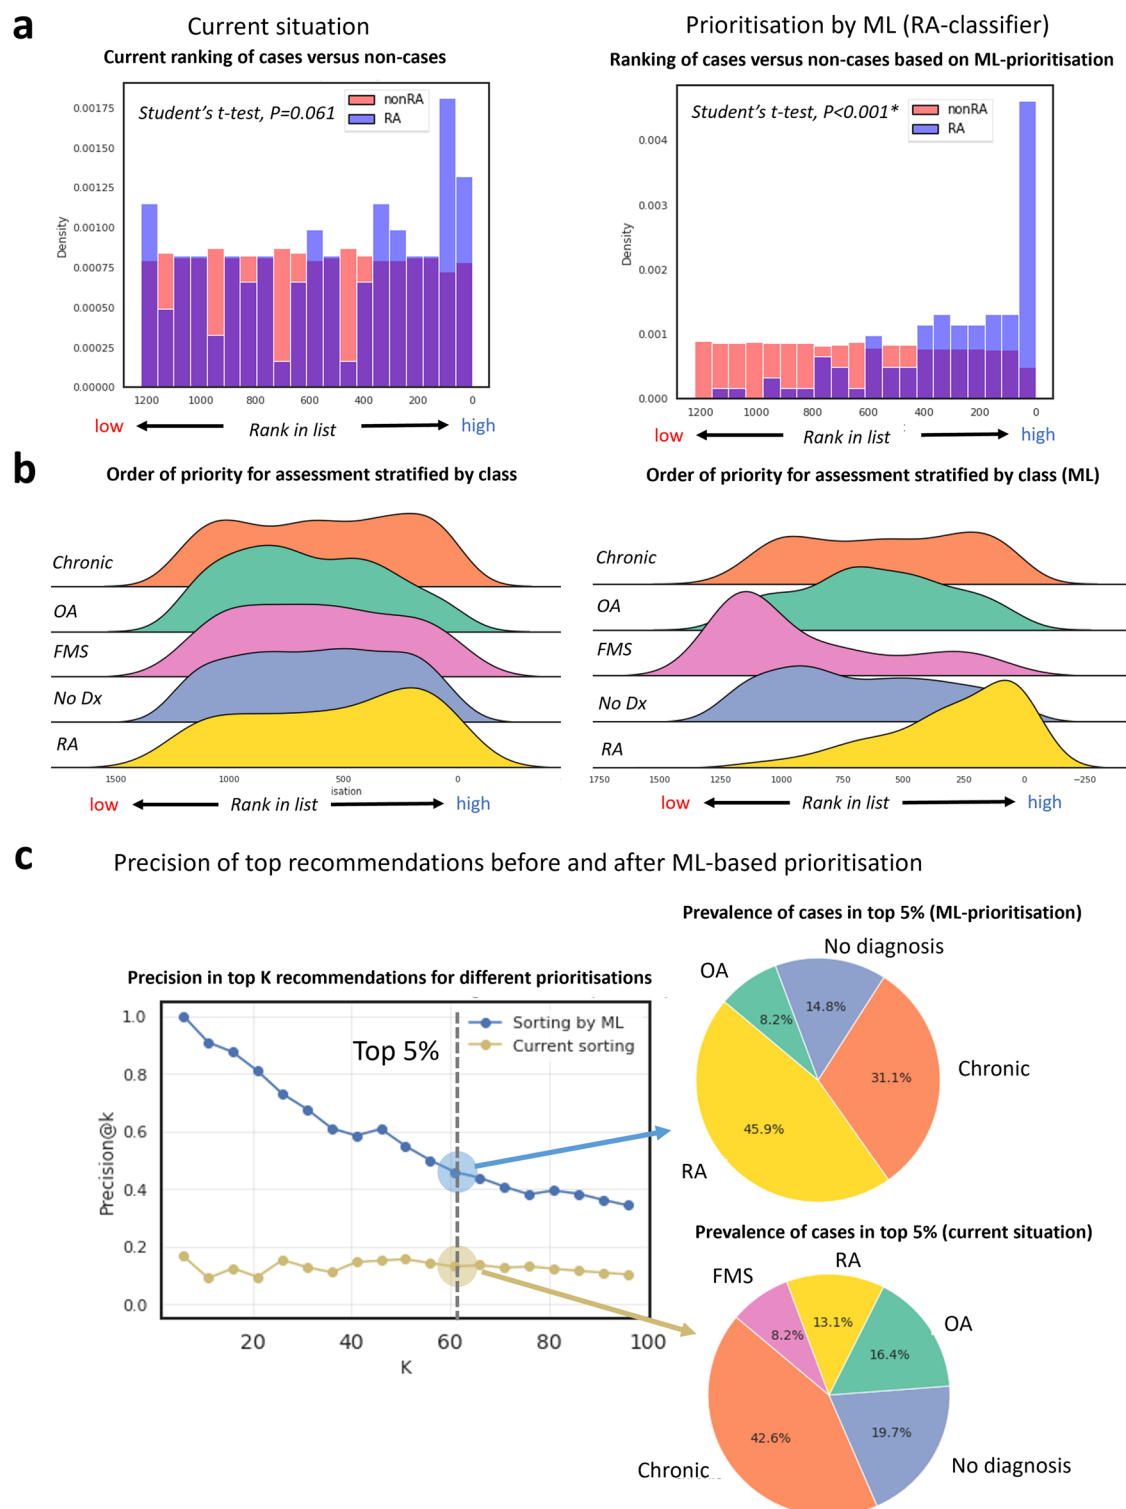 a
Current situation
Current ranking of cases versus non-cases
Student's t-test, P=0.061
nonRA
RA
Density
0.00175
0.00150
0.00125
0.00100
0.00075
0.00050
0.00025
0.00000
1200 1000 800 600 400 200 0
low Rank in list high
Prioritisation by ML (RA-classifier)
Ranking of cases versus non-cases based on ML-prioritisation
Student's t-test, P<0.001*
nonRA
RA
Density
0.004
0.003
0.002
0.001
0.000
1200 1000 800 600 400 200 0
low Rank in list high
b
Order of priority for assessment stratified by class
Chronic
OA
FMS
No Dx
RA
1500 1000 500 0
isation
low Rank in list high
Order of priority for assessment stratified by class (ML)
Chronic
OA
FMS
No Dx
RA
1750 1500 1250 1000 750 500 250 0 −250
low Rank in list high
c
Precision of top recommendations before and after ML-based prioritisation
Precision in top K recommendations for different prioritisations
Sorting by ML
Current sorting
Top 5%
Precision@k
1.0
0.8
0.6
0.4
0.2
0.0
20 40 60 80 100
K
Prevalence of cases in top 5% (ML-prioritisation)
No diagnosis
OA
14.8%
8.2%
Chronic
31.1%
45.9%
RA
Prevalence of cases in top 5% (current situation)
RA
FMS
13.1%
8.2%
OA
16.4%
19.7%
42.6%
No diagnosis
Chronic